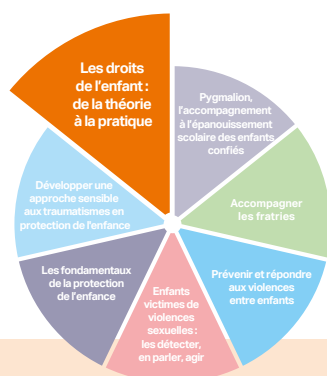 Les droits
de l'enfant :
de la théorie
à la pratique
Pygmalion,
l'accompagnement
à l'épanouissement
scolaire des enfants
confiés
Accompagner
les fratries
Prévenir et répondre
aux violences
entre enfants
Enfants
victimes de
violences
sexuelles :
les détecter,
en parler, agir
Les fondamentaux
de la protection
de l'enfance
Développer une
approche sensible
aux traumatismes en
protection de l'enfance